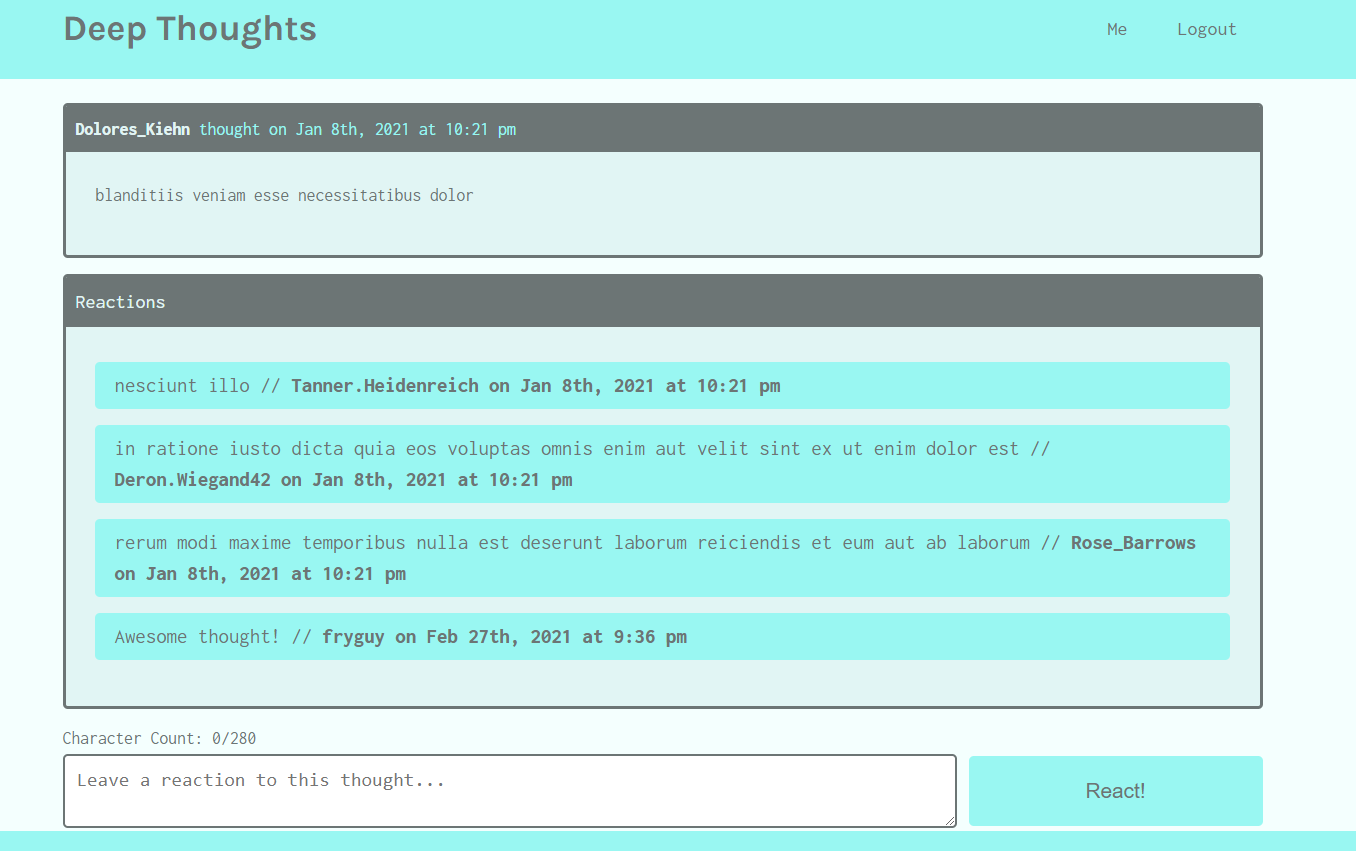 Deep Thoughts
Me
Logout
Dolores_Kiehn thought on Jan 8th, 2021 at 10:21 pm
blanditiis veniam esse necessitatibus dolor
Reactions
nesciunt illo // Tanner.Heidenreich on Jan 8th, 2021 at 10:21 pm
in ratione iusto dicta quia eos voluptas omnis enim aut velit sint ex ut enim dolor est //
Deron.Wiegand42 on Jan 8th, 2021 at 10:21 pm
rerum modi maxime temporibus nulla est deserunt laborum reiciendis et eum aut ab laborum // Rose_Barrows
on Jan 8th, 2021 at 10:21 pm
Awesome thought! // fryguy on Feb 27th, 2021 at 9:36 pm
Character Count: 0/280
Leave a reaction to this thought...
React!